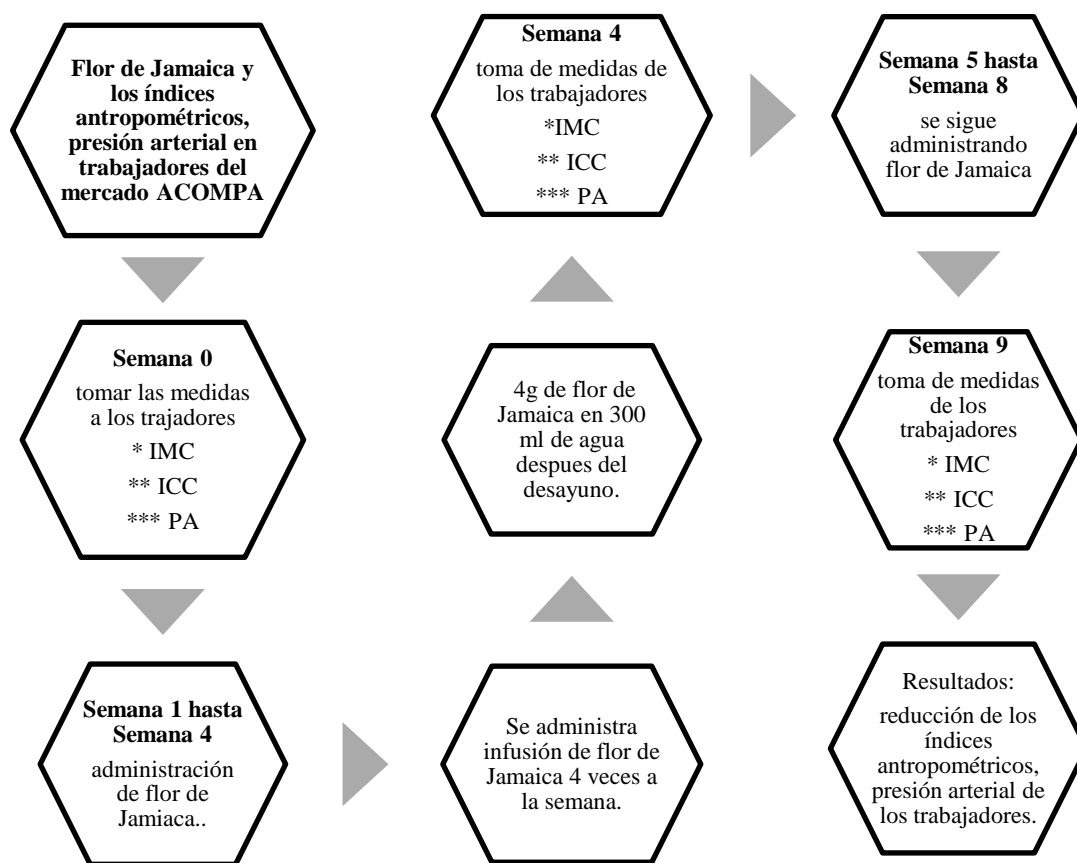 Flor de Jamaica y
los índices
antropométricos,
presión arterial en
trabajadores del
mercado ACOMPA
Semana 0
tomar las medidas
a los trajadores
* IMC
** ICC
*** PA
Semana 1 hasta
Semana 4
administración
de flor de
Jamiaca..
Se administra
infusión de flor de
Jamaica 4 veces a
la semana.
4g de flor de
Jamaica en 300
ml de agua
despues del
desayuno.
Semana 4
toma de medidas de
los trabajadores
*IMC
** ICC
*** PA
Semana 5 hasta
Semana 8
se sigue
administrando
flor de Jamaica
Semana 9
toma de medidas
de los
trabajadores
* IMC
** ICC
*** PA
Resultados:
reducción de los
índices
antropométricos,
presión arterial de
los trabajadores.